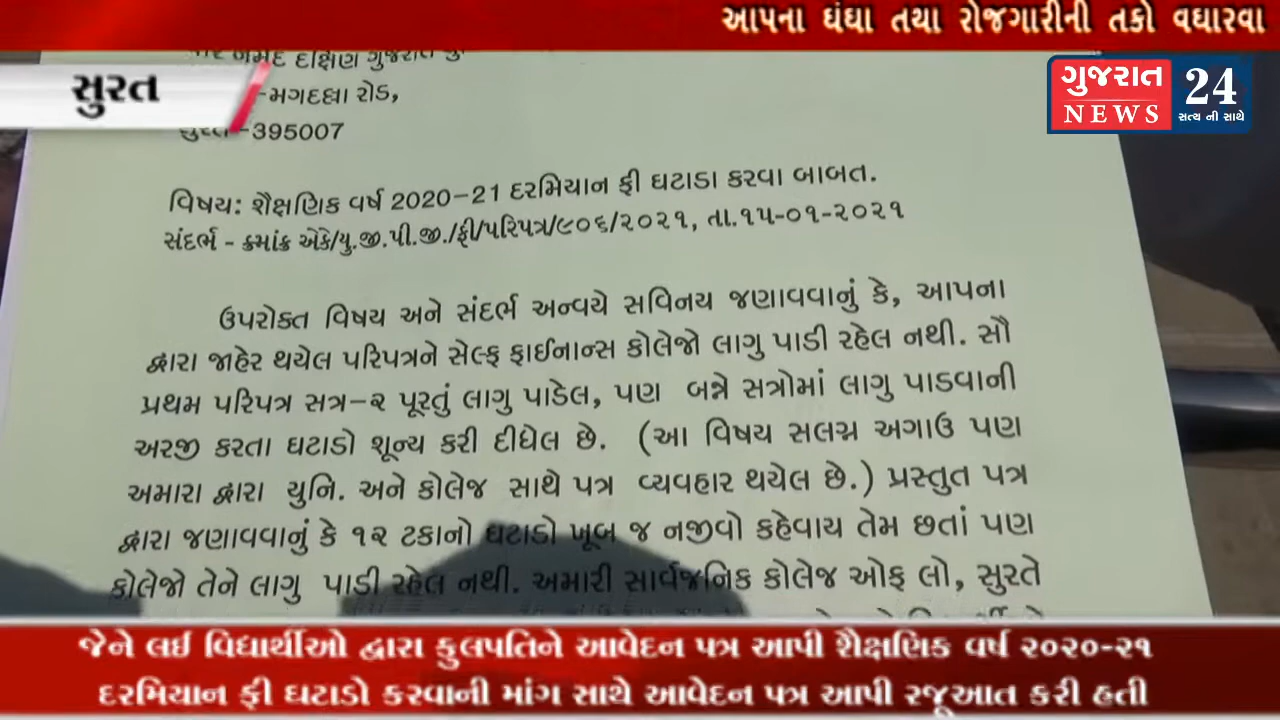 આપના ધંધા તથા રોજગારીની તકો વધારવા
સુરત
ગુજરાત
NEWS
24
સત્ય ની સાથે
નર્મદ દક્ષિણ ગુજરાત
-મગદલ્લા રોડ,
સુરત -395007
વિષય: શૈક્ષણિક વર્ષ 2020-21 દરમિયાન ફી ઘટાડા કરવા બાબત.
સંદર્ભ - ક્રમાંક એકે/યુ.જી.પી.જી./ફી/પરિપત્ર/૯૦૬/૨૦૨૧, તા.૧૫-૦૧-૨૦૨૧
ઉપરોક્ત વિષય અને સંદર્ભ અન્વયે સવિનય જણાવવાનું કે, આપના
દ્વારા જાહેર થયેલ પરિપત્રને સેલ્ફ ફાઈનાન્સ કોલેજો લાગુ પાડી રહેલ નથી. સૌ
પ્રથમ પરિપત્ર સત્ર-૨ પૂરતું લાગુ પાડેલ, પણ બન્ને સત્રોમાં લાગુ પાડવાની
અરજી કરતા ઘટાડો શૂન્ય કરી દીધેલ છે. (આ વિષય સલગ્ન અગાઉ પણ
અમારા દ્વારા યુનિ. અને કોલેજ સાથે પત્ર વ્યવહાર થયેલ છે.) પ્રસ્તુત પત્ર
દ્વારા જણાવવાનું કે ૧૨ ટકાનો ઘટાડો ખૂબ જ નજીવો કહેવાય તેમ છતાં પણ
કોલેજો તેને લાગુ પાડી રહેલ નથી. અમારી સાર્વજનિક કોલેજ ઓફ લો, સુરતે
જેને લઈ વિદ્યાર્થીઓ દ્વારા કુલપતિને આવેદન પત્ર આપી શૈક્ષણિક વર્ષ ૨૦૨૦-૨૧
દરમિયાન ફી ઘટાડો કરવાની માંગ સાથે આવેદન પત્ર આપી રજૂઆત કરી હતી